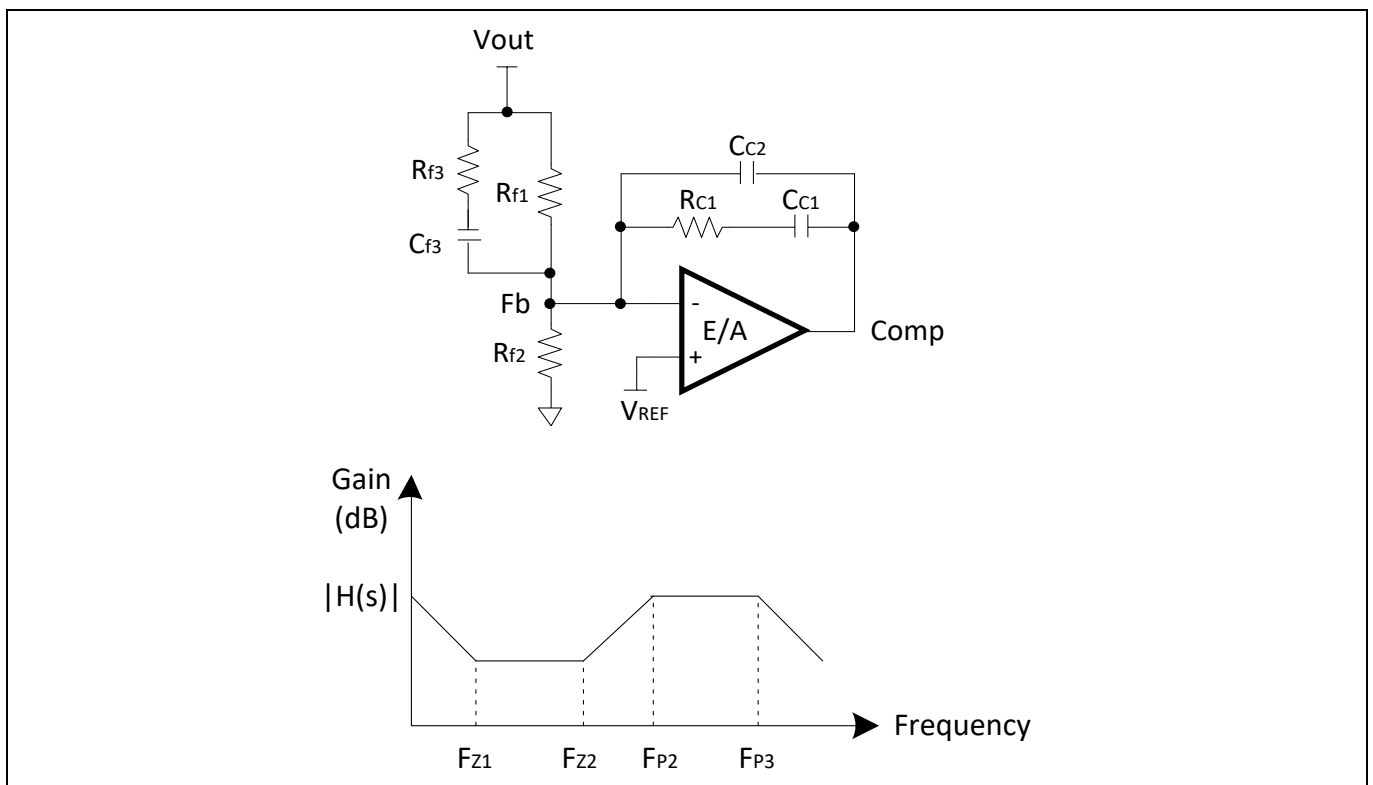 Vout
Rf3
Rf1
Cf3
CC2
RC1
CC1
Fb
E/A
-
+
Comp
Rf2
VREF
Gain
(dB)
|H(s)|
Frequency
FZ1
FZ2
FP2
FP3